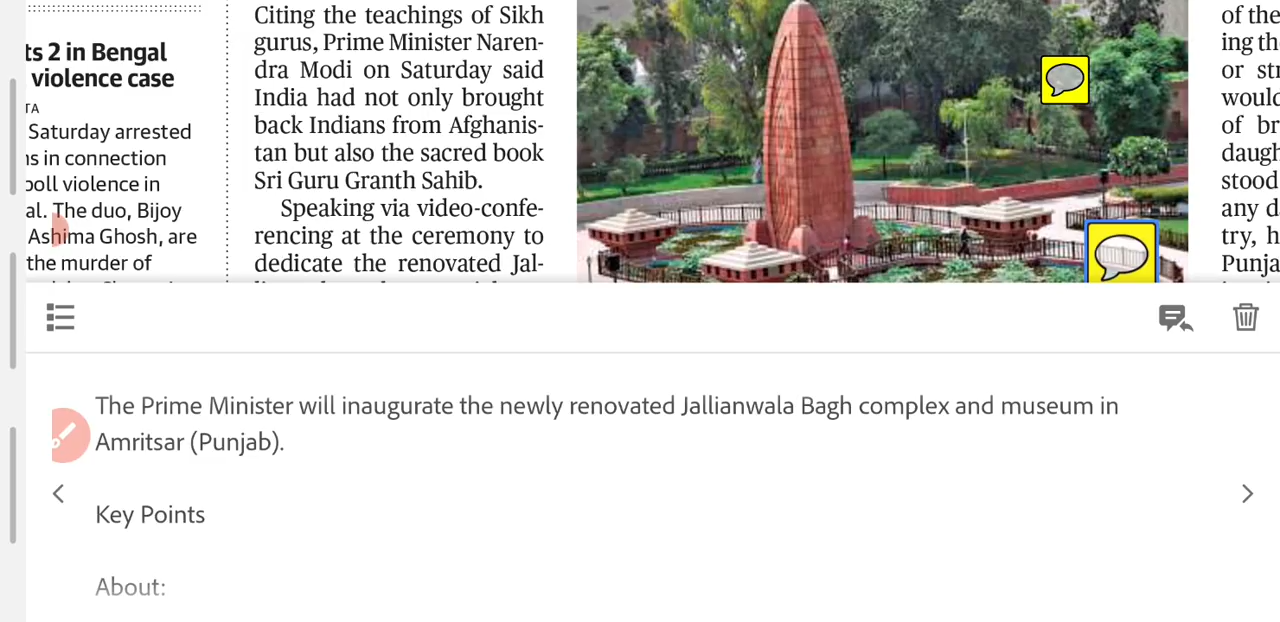 ts 2 in Bengal
violence case
TA
Saturday arrested
ns in connection
poll violence in
al. The duo, Bijoy
Ashima Ghosh, are
the murder of
Citing the teachings of Sikh
gurus, Prime Minister Naren-
dra Modi on Saturday said
India had not only brought
back Indians from Afghanis-
tan but also the sacred book
Sri Guru Granth Sahib.
Speaking via video-confe-
rencing at the ceremony to
dedicate the renovated Jal-
of the
ing th
or str
would
of br
daugh
stood
any d
try, h
Punja
The Prime Minister will inaugurate the newly renovated Jallianwala Bagh complex and museum in
Amritsar (Punjab).
Key Points
About: